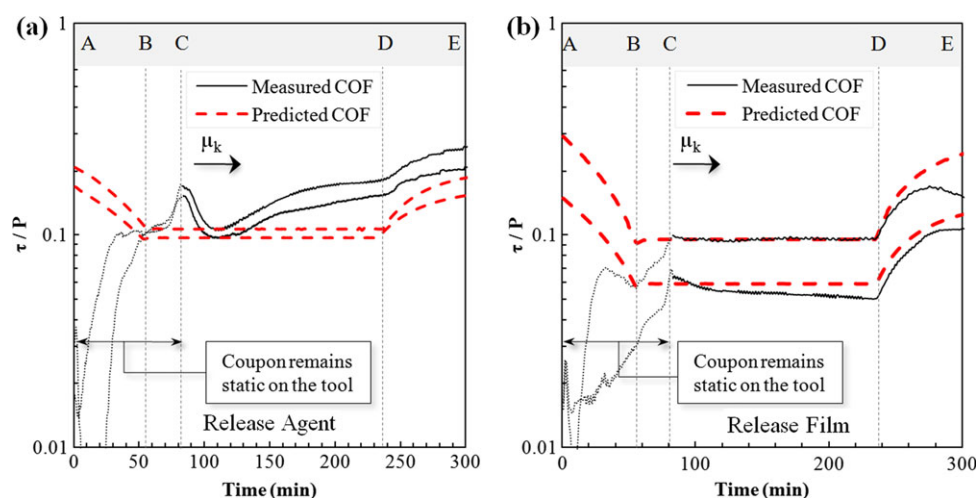 (a)
1
A B C D E
Measured COF
Predicted COF
μk
τ / P
0.1
Coupon remains
static on the tool
Release Agent
0.01
0 50 100 150 200 250 300
Time (min)
(b)
1
A B C D E
Measured COF
Predicted COF
μk
τ / P
0.1
Coupon remains
static on the tool
Release Film
0.01
0 100 200 300
Time (min)